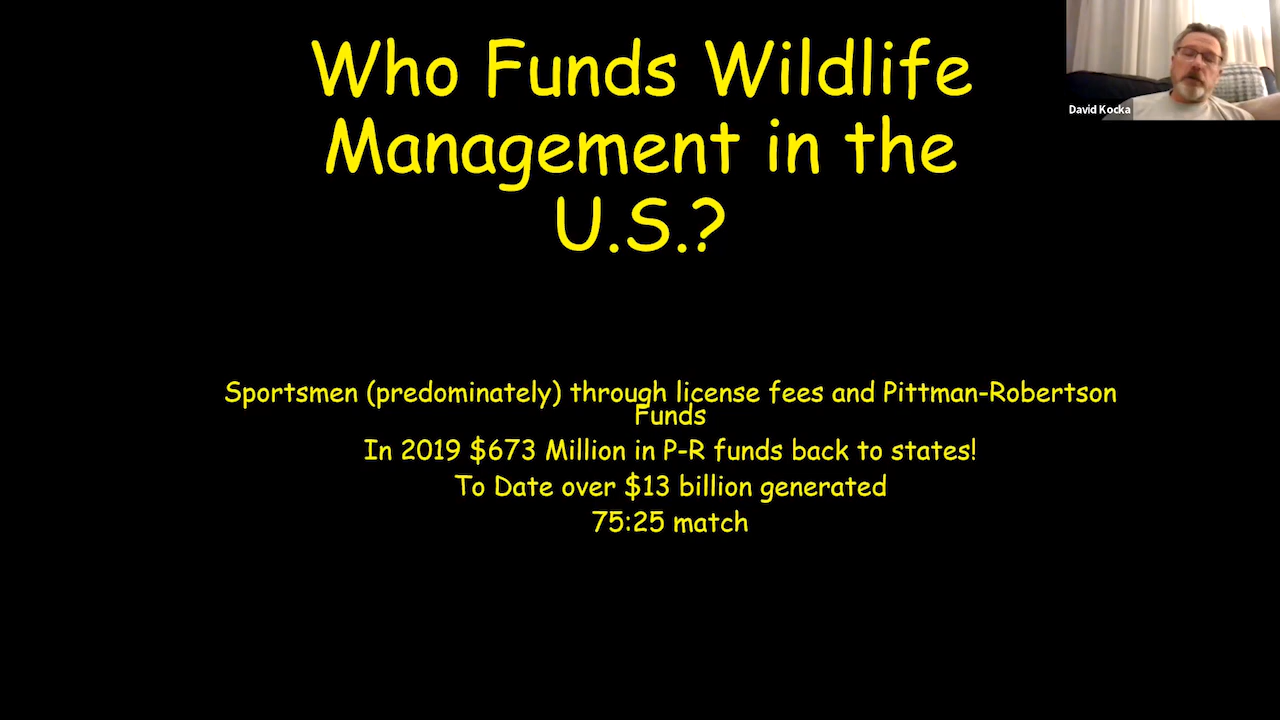 Who Funds Wildlife
Management in the
U.S.?
David Kocka
Sportsmen (predominately) through license fees and Pittman-Robertson
Funds
In 2019 $673 Million in P-R funds back to states!
To Date over $13 billion generated
75:25 match